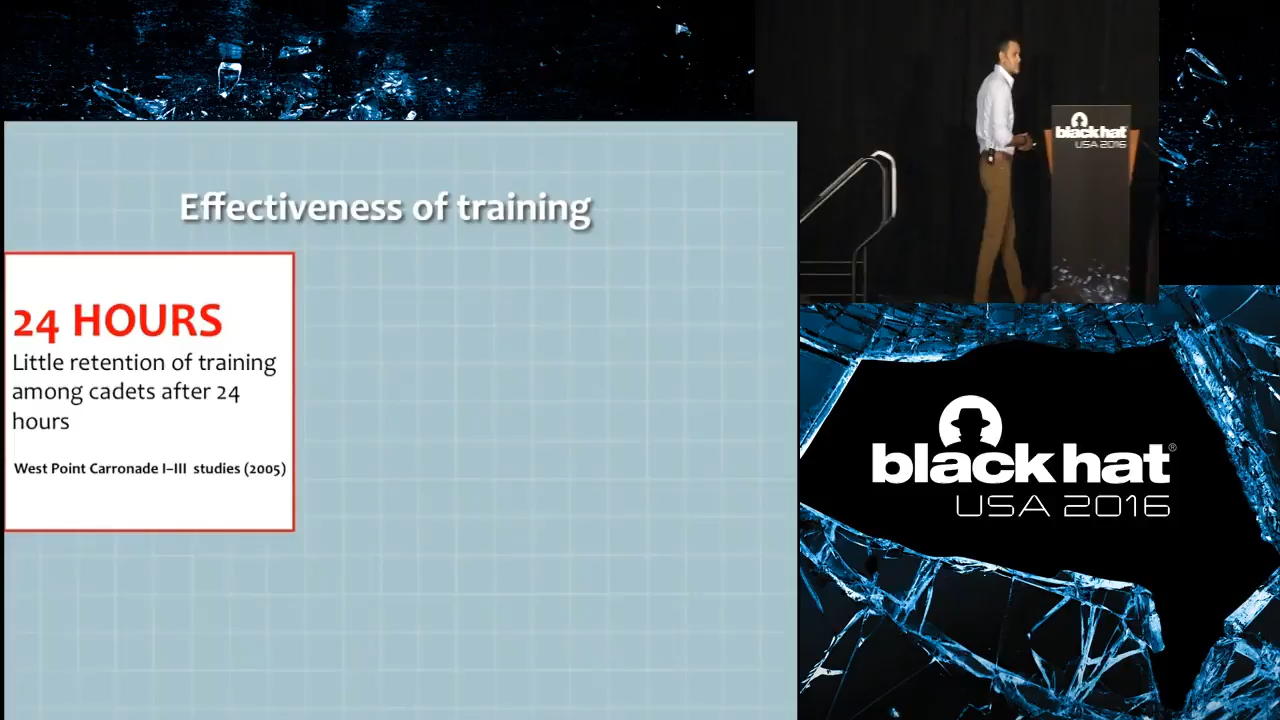 Effectiveness of training
24 HOURS
Little retention of training
among cadets after 24
hours
West Point Carronade I–III studies (2005)
black hat
USA 2016
black hat®
USA 2016